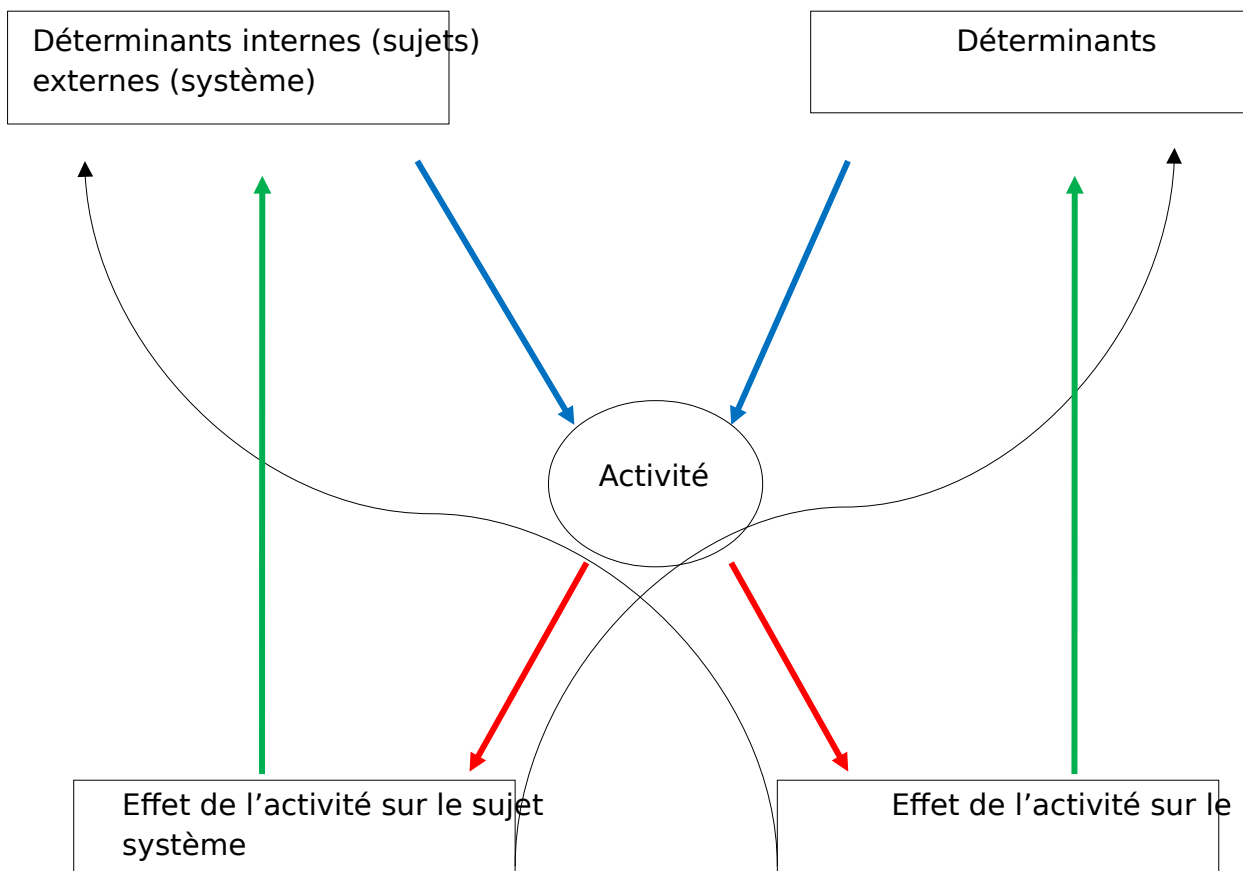 Déterminants internes (sujets) Déterminants
externes (système)
Activité
Effet de l’activité sur le sujet Effet de l’activité sur le
système